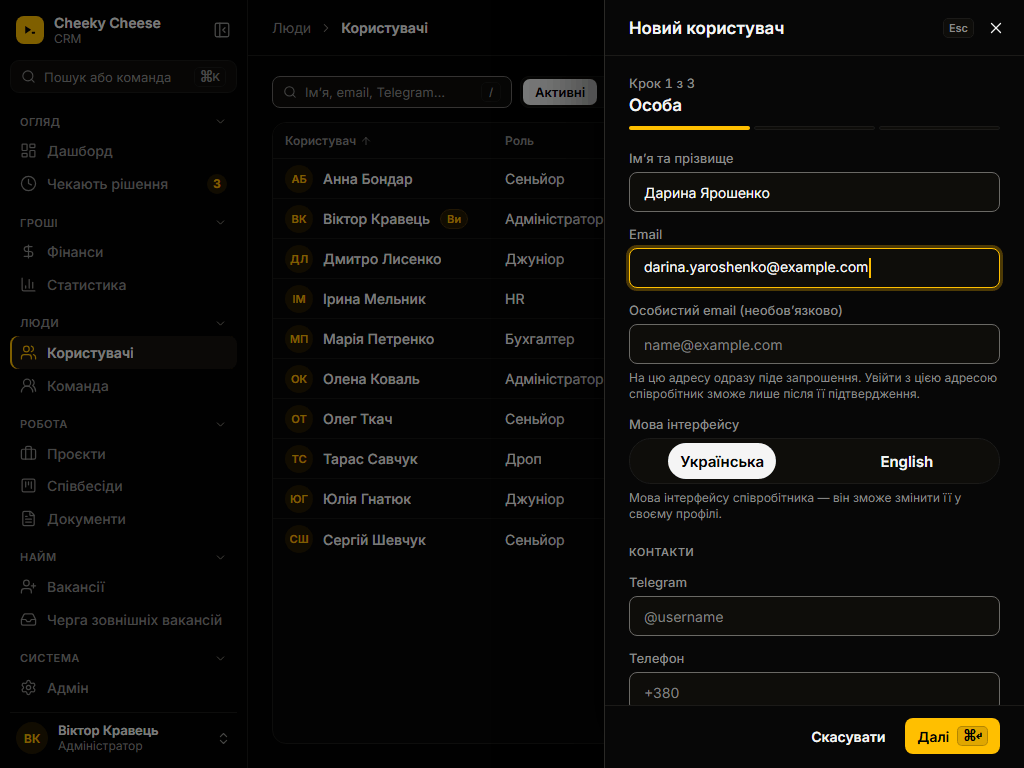 Cheeky Cheese
CRM
Пошук або команда ⌘K
ОГЛЯД
Дашборд
Чекають рішення 3
ГРОШІ
Фінанси
Статистика
ЛЮДИ
Користувачі
Команда
РОБОТА
Проєкти
Співбесіди
Документи
НАЙМ
Вакансії
Черга зовнішніх вакансій
СИСТЕМА
Адмін
ВК Віктор Кравець
Адміністратор
Люди > Користувачі
Ім’я, email, Telegram... /
Активні
Користувач ↑ Роль
АБ Анна Бондар Сеньйор
ВК Віктор Кравець Ви Адміністратор
ДЛ Дмитро Лисенко Джуніор
ІМ Ірина Мельник HR
МП Марія Петренко Бухгалтер
ОК Олена Коваль Адміністратор
ОТ Олег Ткач Сеньйор
ТС Тарас Савчук Дроп
ЮГ Юлія Гнатюк Джуніор
СШ Сергій Шевчук Сеньйор
Новий користувач Esc
Крок 1 з 3
Особа
Ім’я та прізвище
Дарина Ярошенко
Email
darina.yaroshenko@example.com
Особистий email (необов’язково)
name@example.com
На цю адресу одразу піде запрошення. Увійти з цією адресою
співробітник зможе лише після її підтвердження.
Мова інтерфейсу
Українська English
Мова інтерфейсу співробітника — він зможе змінити її у
своєму профілі.
КОНТАКТИ
Telegram
@username
Телефон
+380
Скасувати Далі ⌘↵